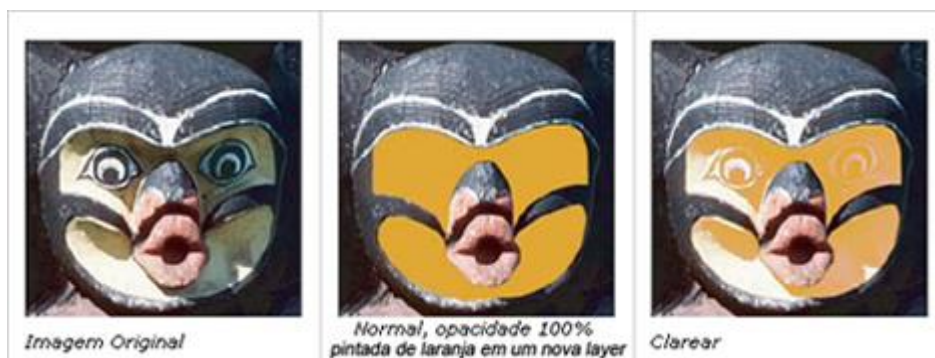 Imagem Original
Normal, opacidade 100%
pintada de laranja em um nova layer
Clarear